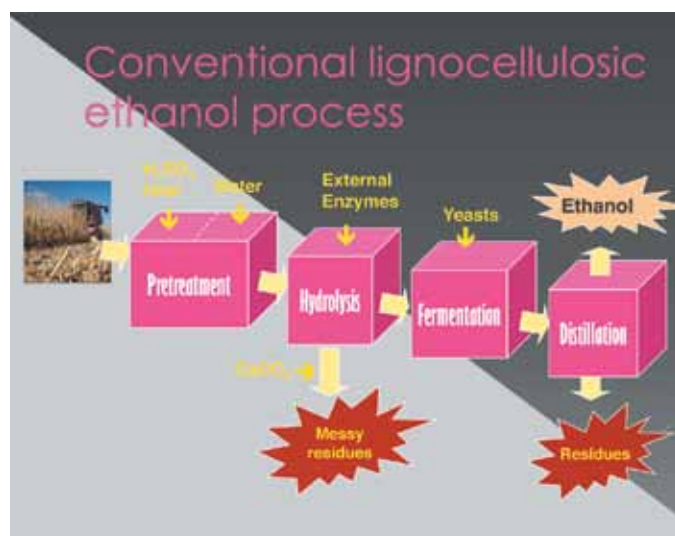 Conventional lignocellulosic
ethanol process
Water
External
Enzymes
Yeasts
Ethanol
Pretreatment
Hydrolysis
Fermentation
Distillation
Messy
residues
Residues